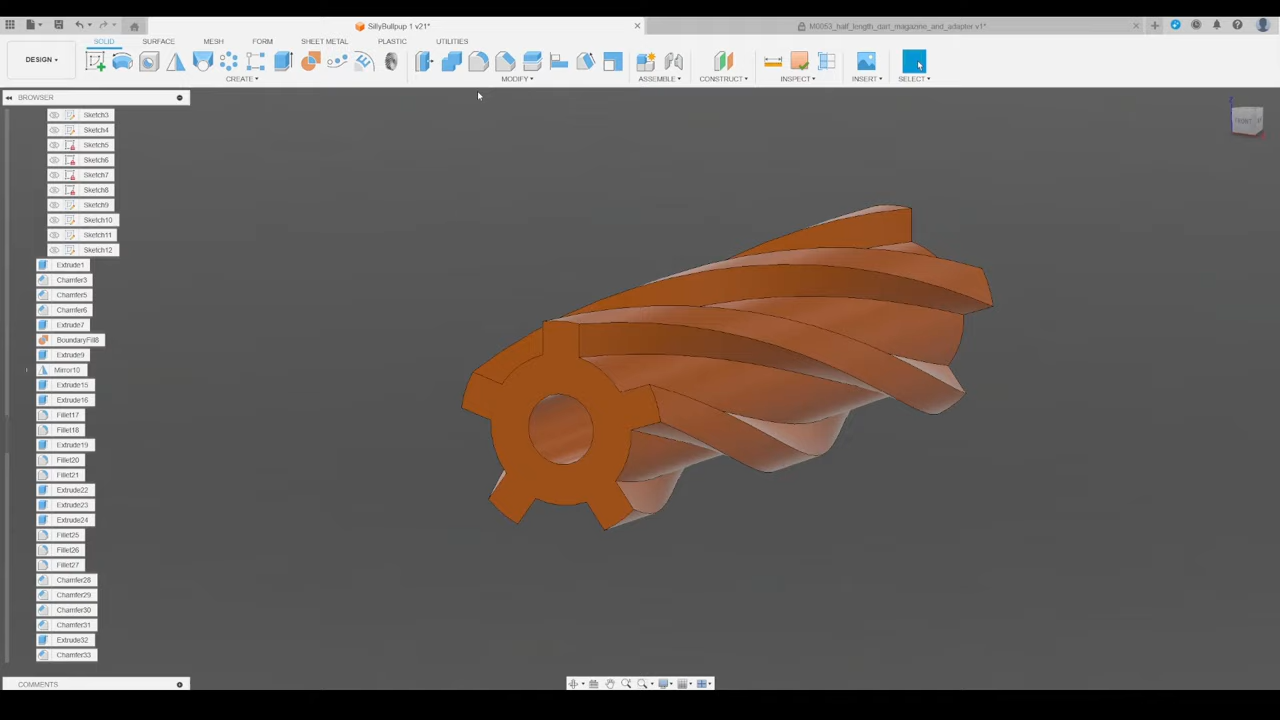 SillyBullpup 1 v21*
M0053_half_length_dart_magazine_and_adapter v1*
DESIGN
SOLID
SURFACE
MESH
FORM
SHEET METAL
PLASTIC
UTILITIES
CREATE
MODIFY
ASSEMBLE
CONSTRUCT
INSPECT
INSERT
SELECT
BROWSER
FRONT
Sketch3
Sketch4
Sketch5
Sketch6
Sketch7
Sketch8
Sketch9
Sketch10
Sketch11
Sketch12
Extrude1
Chamfer3
Chamfer5
Chamfer6
Extrude7
BoundaryFill8
Extrude9
Mirror10
Extrude15
Extrude16
Fillet17
Fillet18
Extrude19
Fillet20
Fillet21
Extrude22
Extrude23
Extrude24
Fillet25
Fillet26
Fillet27
Chamfer28
Chamfer29
Chamfer30
Chamfer31
Extrude32
Chamfer33
COMMENTS